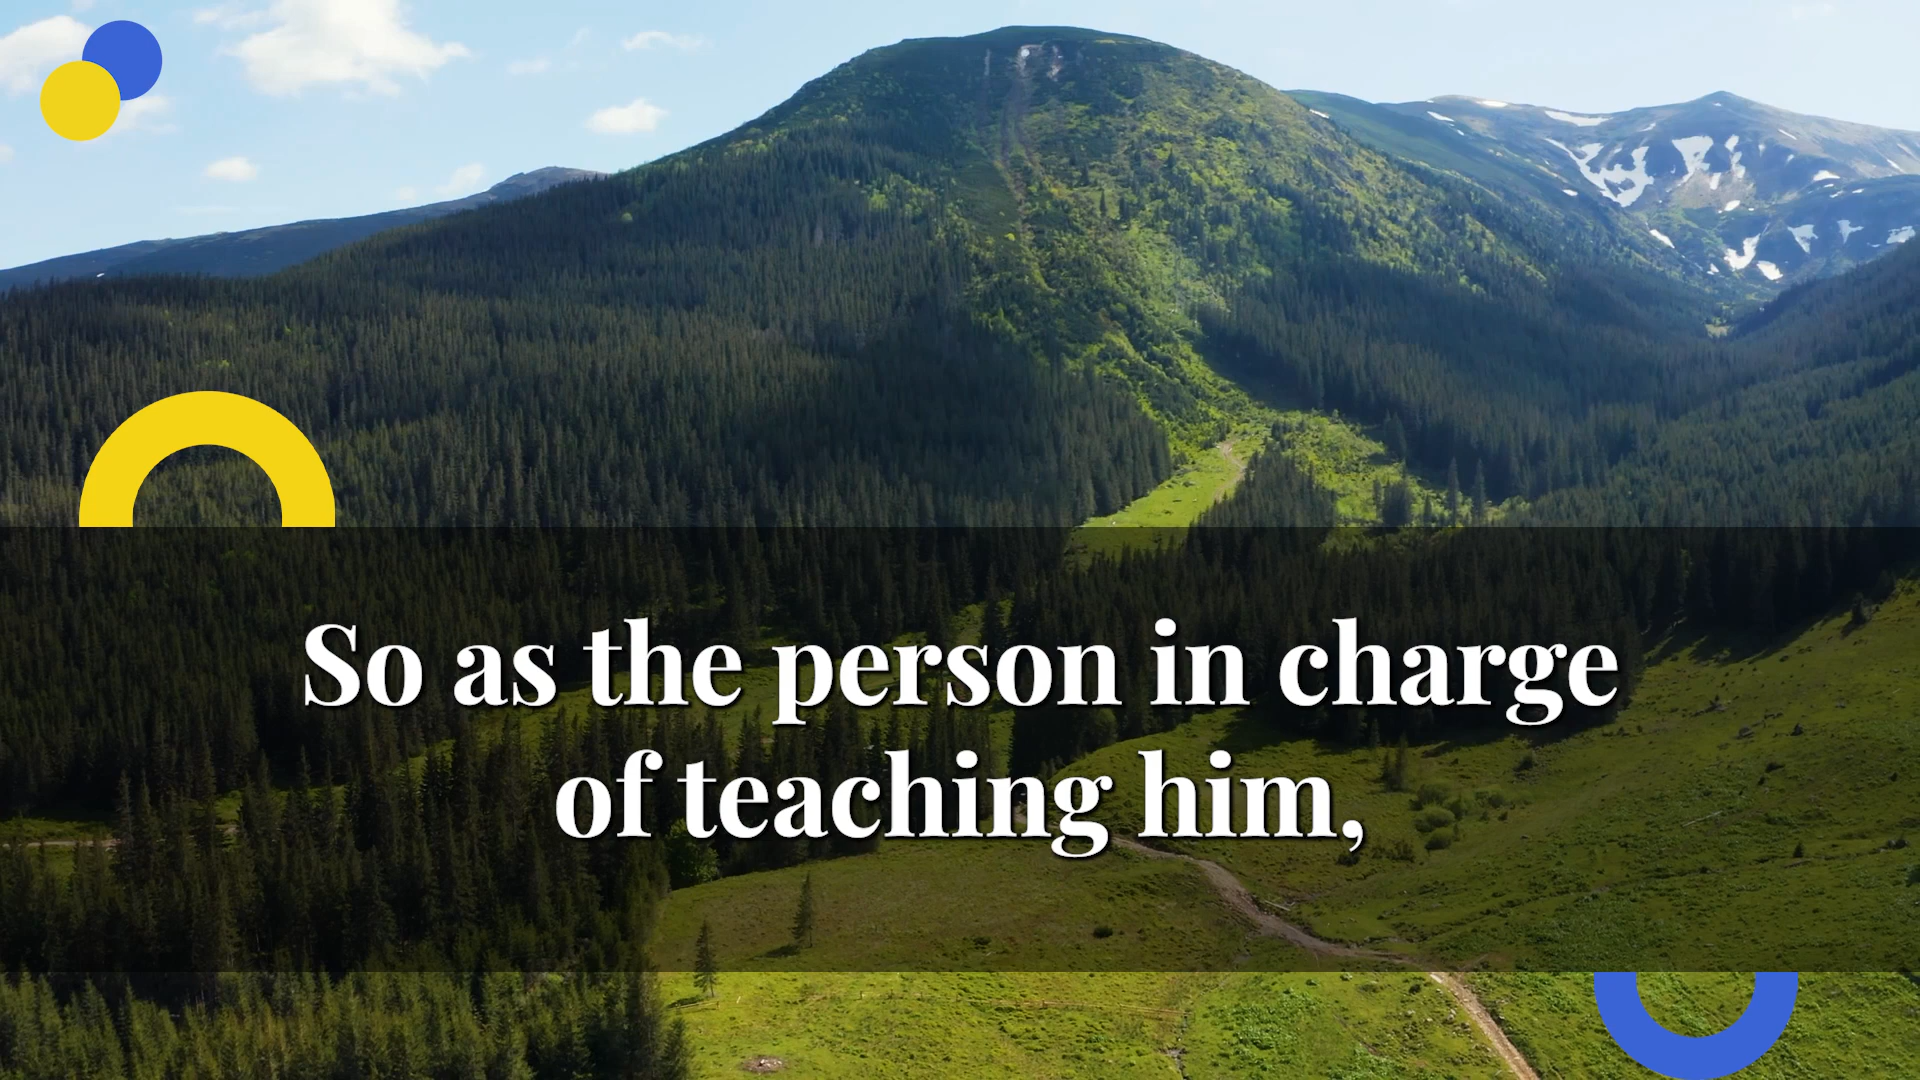 So as the person in charge
of teaching him,